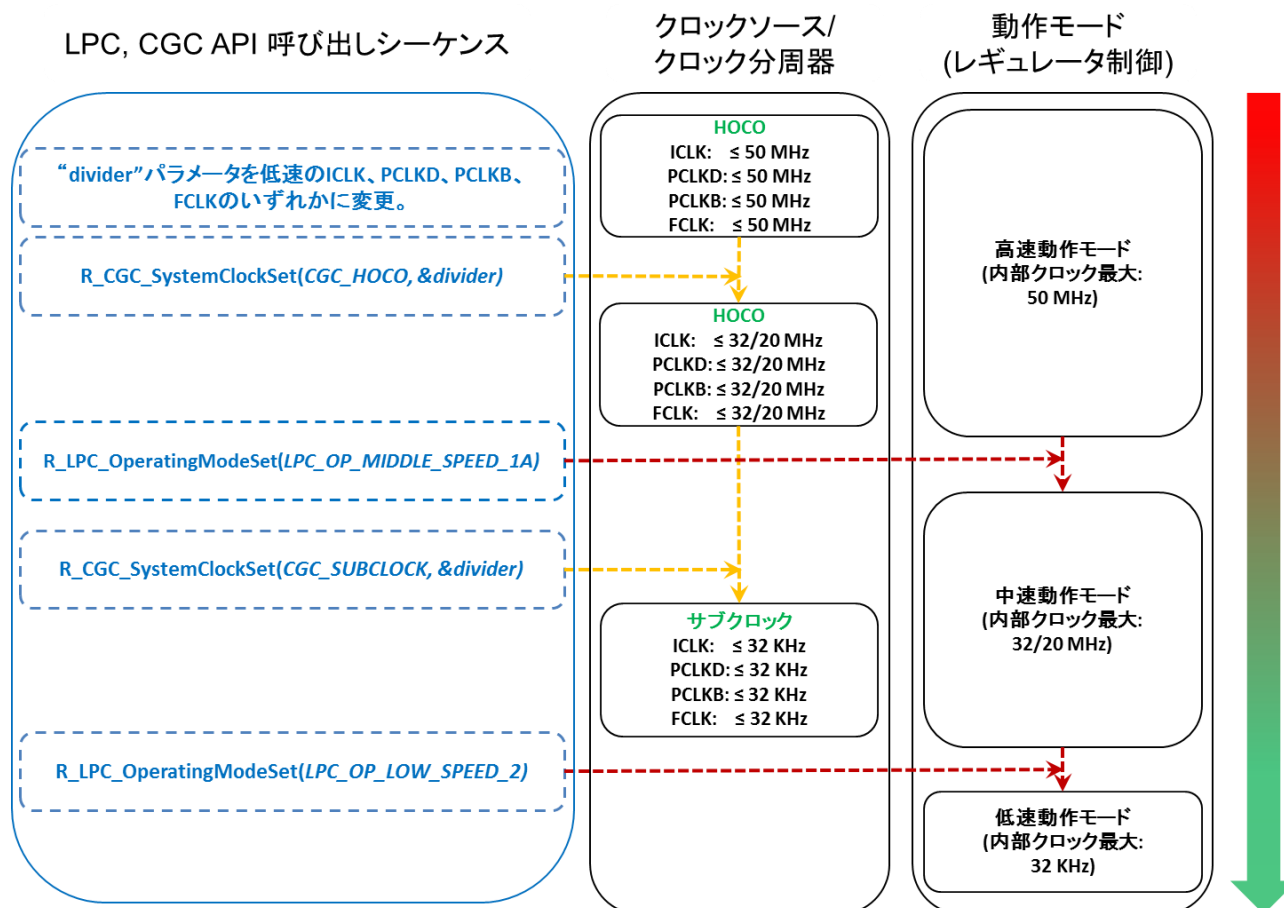 LPC, CGC API 呼び出しシーケンス
クロックソース/
クロック分周器
動作モード
(レギュレータ制御)
“divider”パラメータを低速のICLK、PCLKD、PCLKB、
FCLKのいずれかに変更。
R_CGC_SystemClockSet(CGC_HOCO, &divider)
R_LPC_OperatingModeSet(LPC_OP_MIDDLE_SPEED_1A)
R_CGC_SystemClockSet(CGC_SUBCLOCK, &divider)
R_LPC_OperatingModeSet(LPC_OP_LOW_SPEED_2)
HOCO
ICLK: ≤ 50 MHz
PCLKD: ≤ 50 MHz
PCLKB: ≤ 50 MHz
FCLK: ≤ 50 MHz
HOCO
ICLK: ≤ 32/20 MHz
PCLKD: ≤ 32/20 MHz
PCLKB: ≤ 32/20 MHz
FCLK: ≤ 32/20 MHz
サブクロック
ICLK: ≤ 32 KHz
PCLKD: ≤ 32 KHz
PCLKB: ≤ 32 KHz
FCLK: ≤ 32 KHz
高速動作モード
(内部クロック最大:
50 MHz)
中速動作モード
(内部クロック最大:
32/20 MHz)
低速動作モード
(内部クロック最大:
32 KHz)